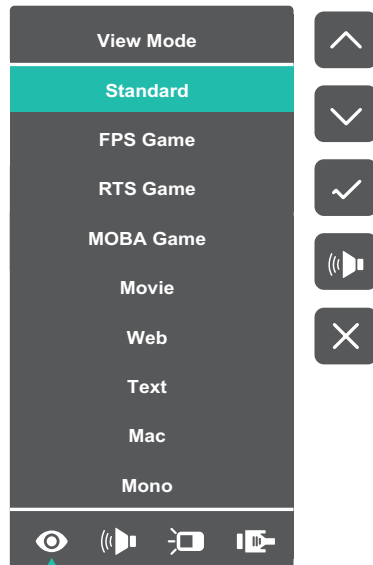 View Mode
Standard
FPS Game
RTS Game
MOBA Game
Movie
Web
Text
Mac
Mono